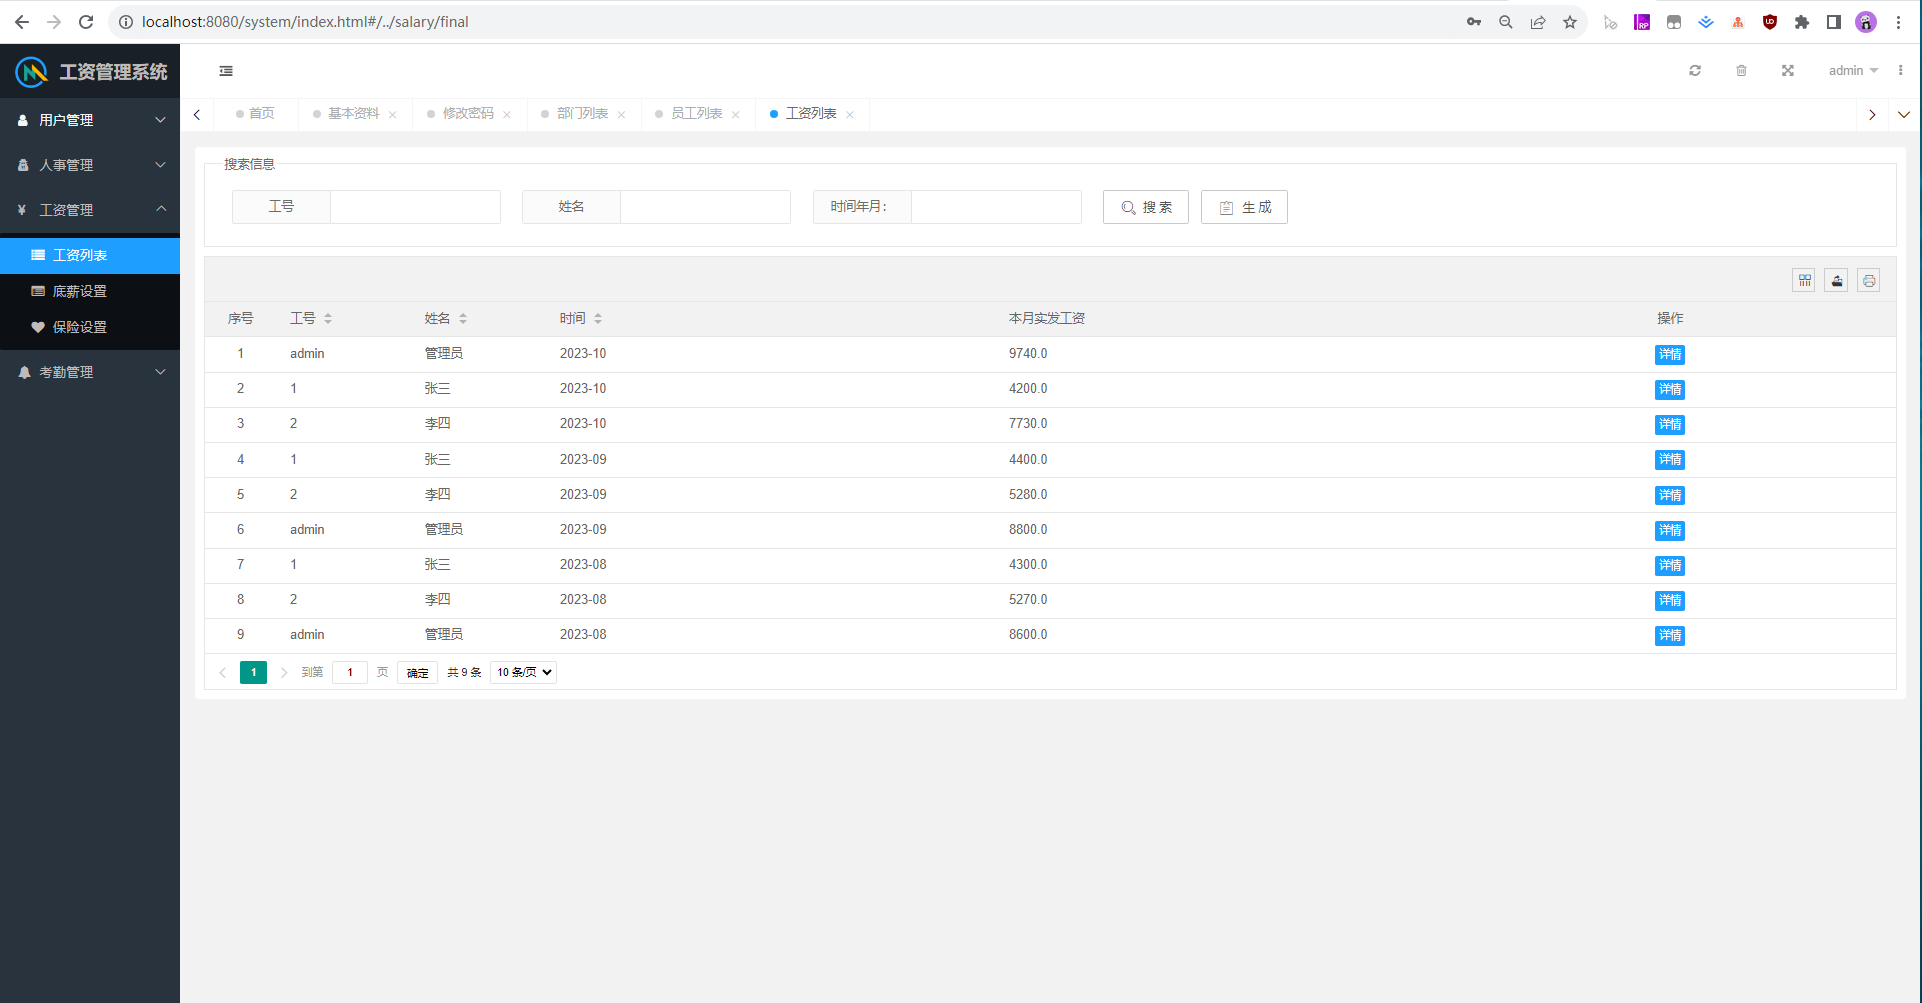 localhost:8080/system/index.html#/../salary/final
工资管理系统
admin
用户管理
人事管理
工资管理
工资列表
底薪设置
保险设置
考勤管理
首页 基本资料 修改密码 部门列表 员工列表 工资列表
搜索信息
工号 姓名 时间年月： 搜 索 生 成
序号 工号 姓名 时间 本月实发工资 操作
1 admin 管理员 2023-10 9740.0 详情
2 1 张三 2023-10 4200.0 详情
3 2 李四 2023-10 7730.0 详情
4 1 张三 2023-09 4400.0 详情
5 2 李四 2023-09 5280.0 详情
6 admin 管理员 2023-09 8800.0 详情
7 1 张三 2023-08 4300.0 详情
8 2 李四 2023-08 5270.0 详情
9 admin 管理员 2023-08 8600.0 详情
1 到第 1 页 确定 共 9 条 10 条/页